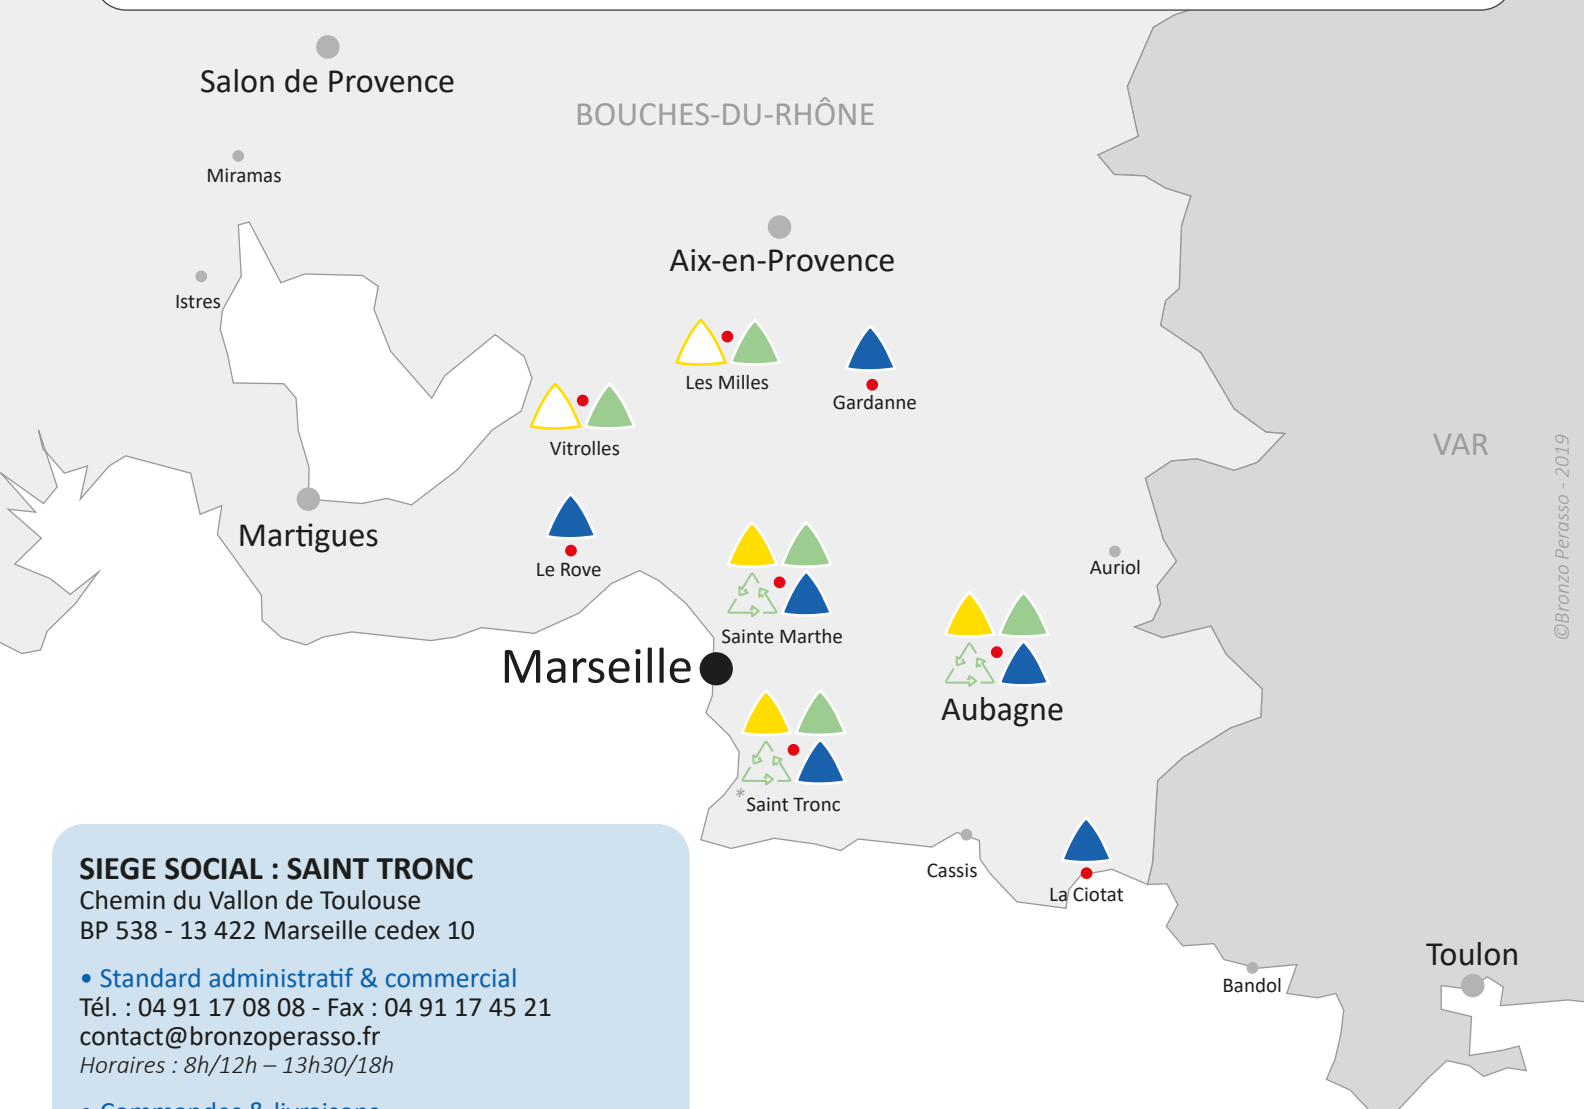 Salon de Provence
BOUCHES-DU-RHÔNE
Miramas
Aix-en-Provence
Istres
Les Milles
Gardanne
Vitrolles
VAR
©Bronzo Perasso - 2019
Martigues
Le Rove
Auriol
Sainte Marthe
Marseille
Aubagne
*
Saint Tronc
Cassis
La Ciotat
Toulon
Bandol
SIEGE SOCIAL : SAINT TRONC
Chemin du Vallon de Toulouse
BP 538 - 13 422 Marseille cedex 10
• Standard administratif & commercial
Tél. : 04 91 17 08 08 - Fax : 04 91 17 45 21
contact@bronzoperasso.fr
Horaires : 8h/12h – 13h30/18h
• Commandes & livraisons